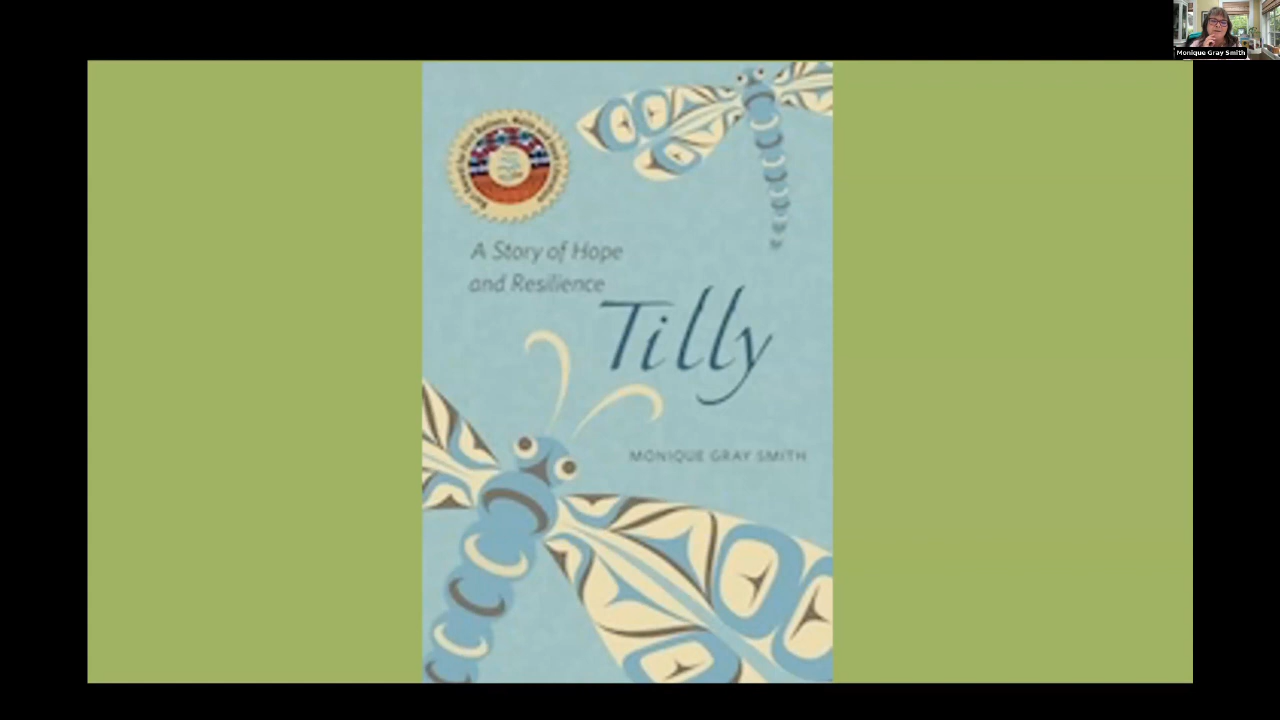 Monique Gray Smith
A Story of Hope
and Resilience
Tilly
MONIQUE GRAY SMITH